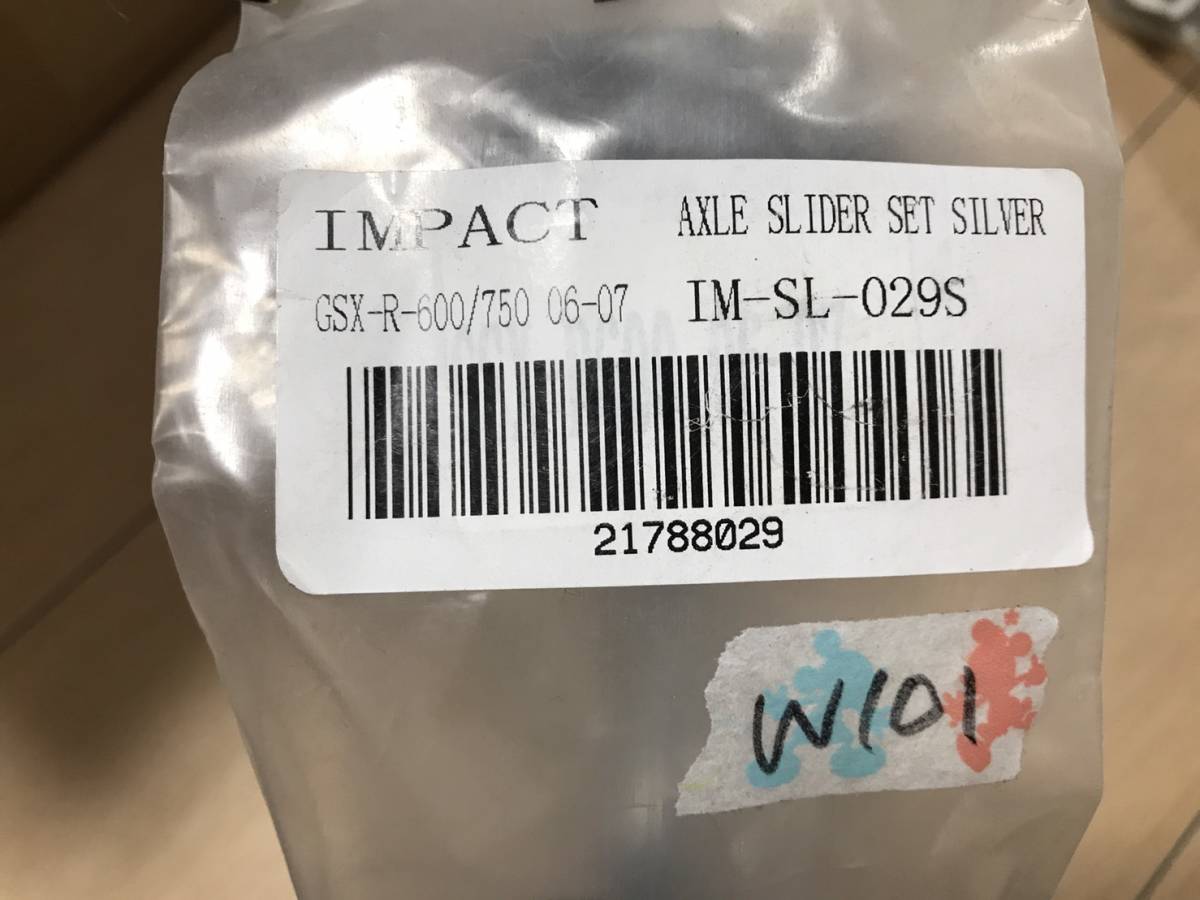 IMPACT AXLE SLIDER SET SILVER
GSX-R-600/750 06-07 IM-SL-029S
21788029
W101